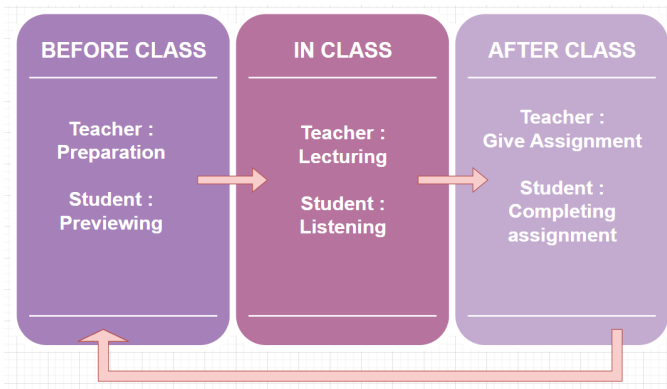 BEFORE CLASS
Teacher :
Preparation
Student :
Previewing
IN CLASS
Teacher :
Lecturing
Student :
Listening
AFTER CLASS
Teacher :
Give Assignment
Student :
Completing
assignment